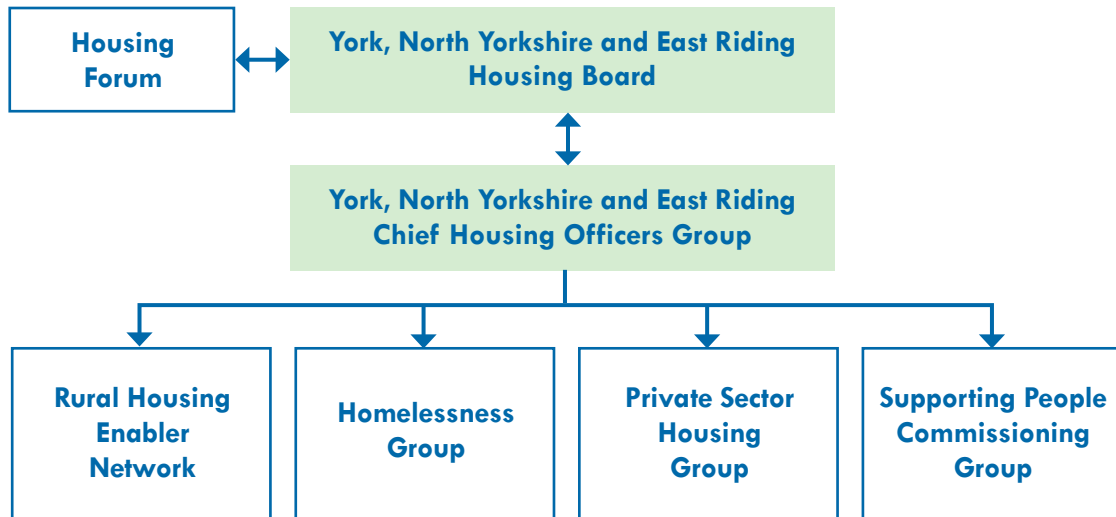 Housing
Forum
York, North Yorkshire and East Riding
Housing Board
York, North Yorkshire and East Riding
Chief Housing Officers Group
Rural Housing
Enabler
Network
Homelessness
Group
Private Sector
Housing
Group
Supporting People
Commissioning
Group